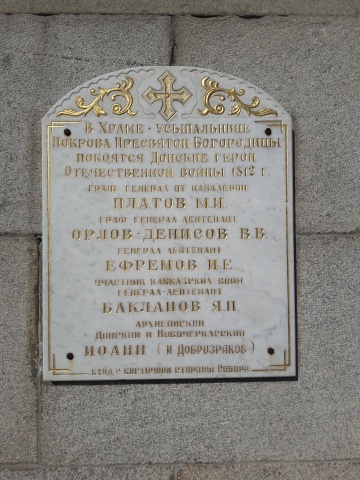 В Храме - усыпальнице
Покрова Пресвятой Богородицы
покоятся Донские герои
Отечественной войны 1812 г.
граф генерал от кавалерии
ПЛАТОВ М.И.
граф генерал лейтенант
ОРЛОВ-ДЕНИСОВ В.В.
генерал лейтенант
ЕФРЕМОВ И.Е.
участник кавказских войн
генерал-лейтенант
БАКЛАНОВ Я.П.
архиепископ
Донской и Новочеркасский
ИОАНН ( И Доброзраков )
вход с восточной стороны Собора